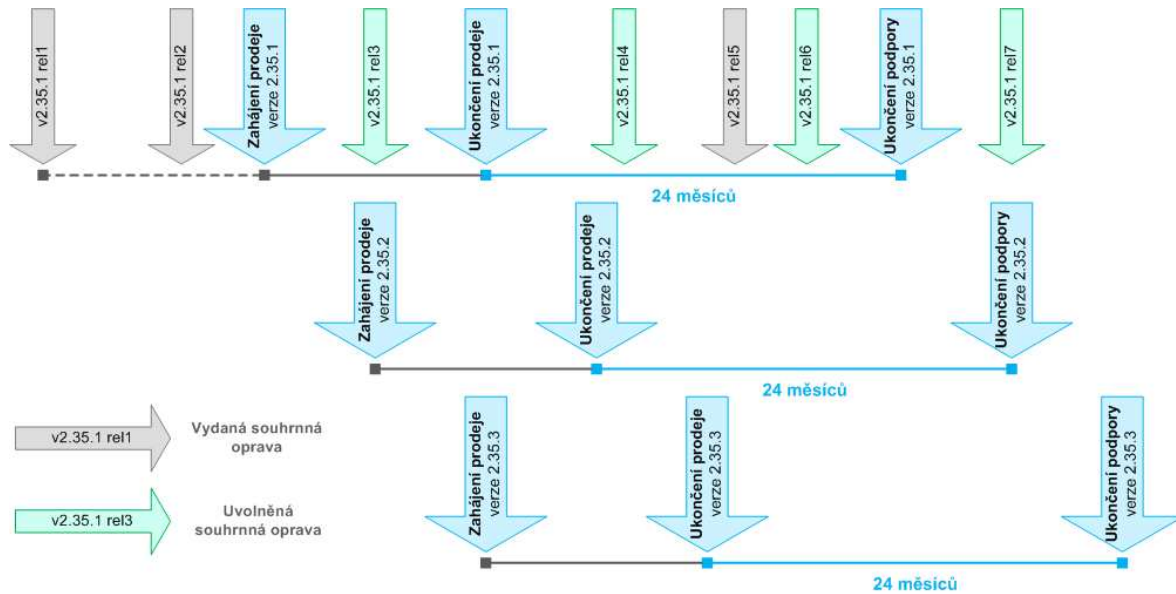 v2.35.1 rel1
v2.35.1 rel2
Zahájení prodeje
verze 2.35.1
v2.35.1 rel3
Ukončení prodeje
verze 2.35.1
v2.35.1 rel4
v2.35.1 rel5
v2.35.1 rel6
Ukončení podpory
verze 2.35.1
v2.35.1 rel7
24 měsíců
Zahájení prodeje
verze 2.35.2
Ukončení prodeje
verze 2.35.2
Ukončení podpory
verze 2.35.2
24 měsíců
Zahájení prodeje
verze 2.35.3
Ukončení prodeje
verze 2.35.3
Ukončení podpory
verze 2.35.3
24 měsíců
v2.35.1 rel1
Vydaná souhrnná
oprava
v2.35.1 rel3
Uvolněná
souhrnná oprava